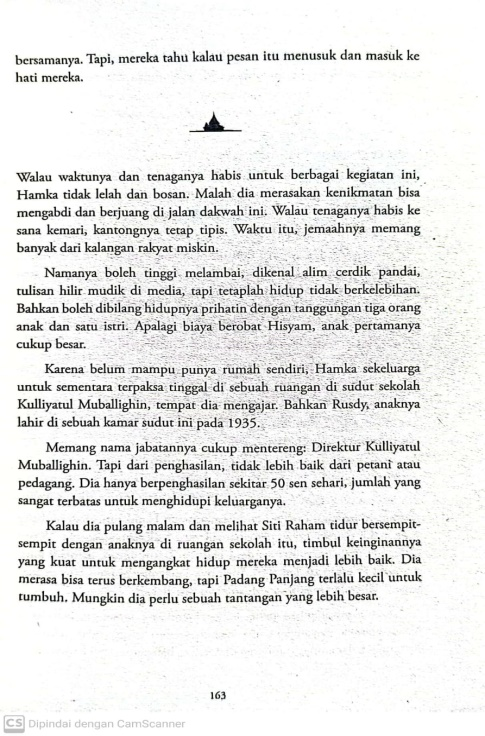 bersamanya. Tapi, mereka tahu kalau pesan itu menusuk dan masuk ke
hati mereka.
Walau waktunya dan tenaganya habis untuk berbagai kegiatan ini,
Hamka tidak lelah dan bosan. Malah dia merasakan kenikmatan bisa
mengabdi dan berjuang di jalan dakwah ini. Walau tenaganya habis ke
sana kemari, kantongnya tetap tipis. Waktu itu, jemaahnya memang
banyak dari kalangan rakyat miskin.
Namanya boleh tinggi melambai, dikenal alim cerdik pandai,
tulisan hilir mudik di media, tapi tetaplah hidup tidak berkelebihan.
Bahkan boleh dibilang hidupnya prihatin dengan tanggungan tiga orang
anak dan satu istri. Apalagi biaya berobat Hisyam, anak pertamanya
cukup besar.
Karena belum mampu punya rumah sendiri, Hamka sekeluarga
untuk sementara terpaksa tinggal di sebuah ruangan di sudut sekolah
Kulliyatul Muballighin, tempat dia mengajar. Bahkan Rusdy, anaknya
lahir di sebuah kamar sudut ini pada 1935.
Memang nama jabatannya cukup mentereng: Direktur Kulliyatul
Muballighin. Tapi dari penghasilan, tidak lebih baik dari petani atau
pedagang. Dia hanya berpenghasilan sekitar 50 sen sehari, jumlah yang
sangat terbatas untuk menghidupi keluarganya.
Kalau dia pulang malam dan melihat Siti Raham tidur bersempit-
sempit dengan anaknya di ruangan sekolah itu, timbul keinginannya
yang kuat untuk mengangkat hidup mereka menjadi lebih baik. Dia
merasa bisa terus berkembang, tapi Padang Panjang terlalu kecil untuk
tumbuh. Mungkin dia perlu sebuah tantangan yang lebih besar.
163
CS Dipindai dengan CamScanner